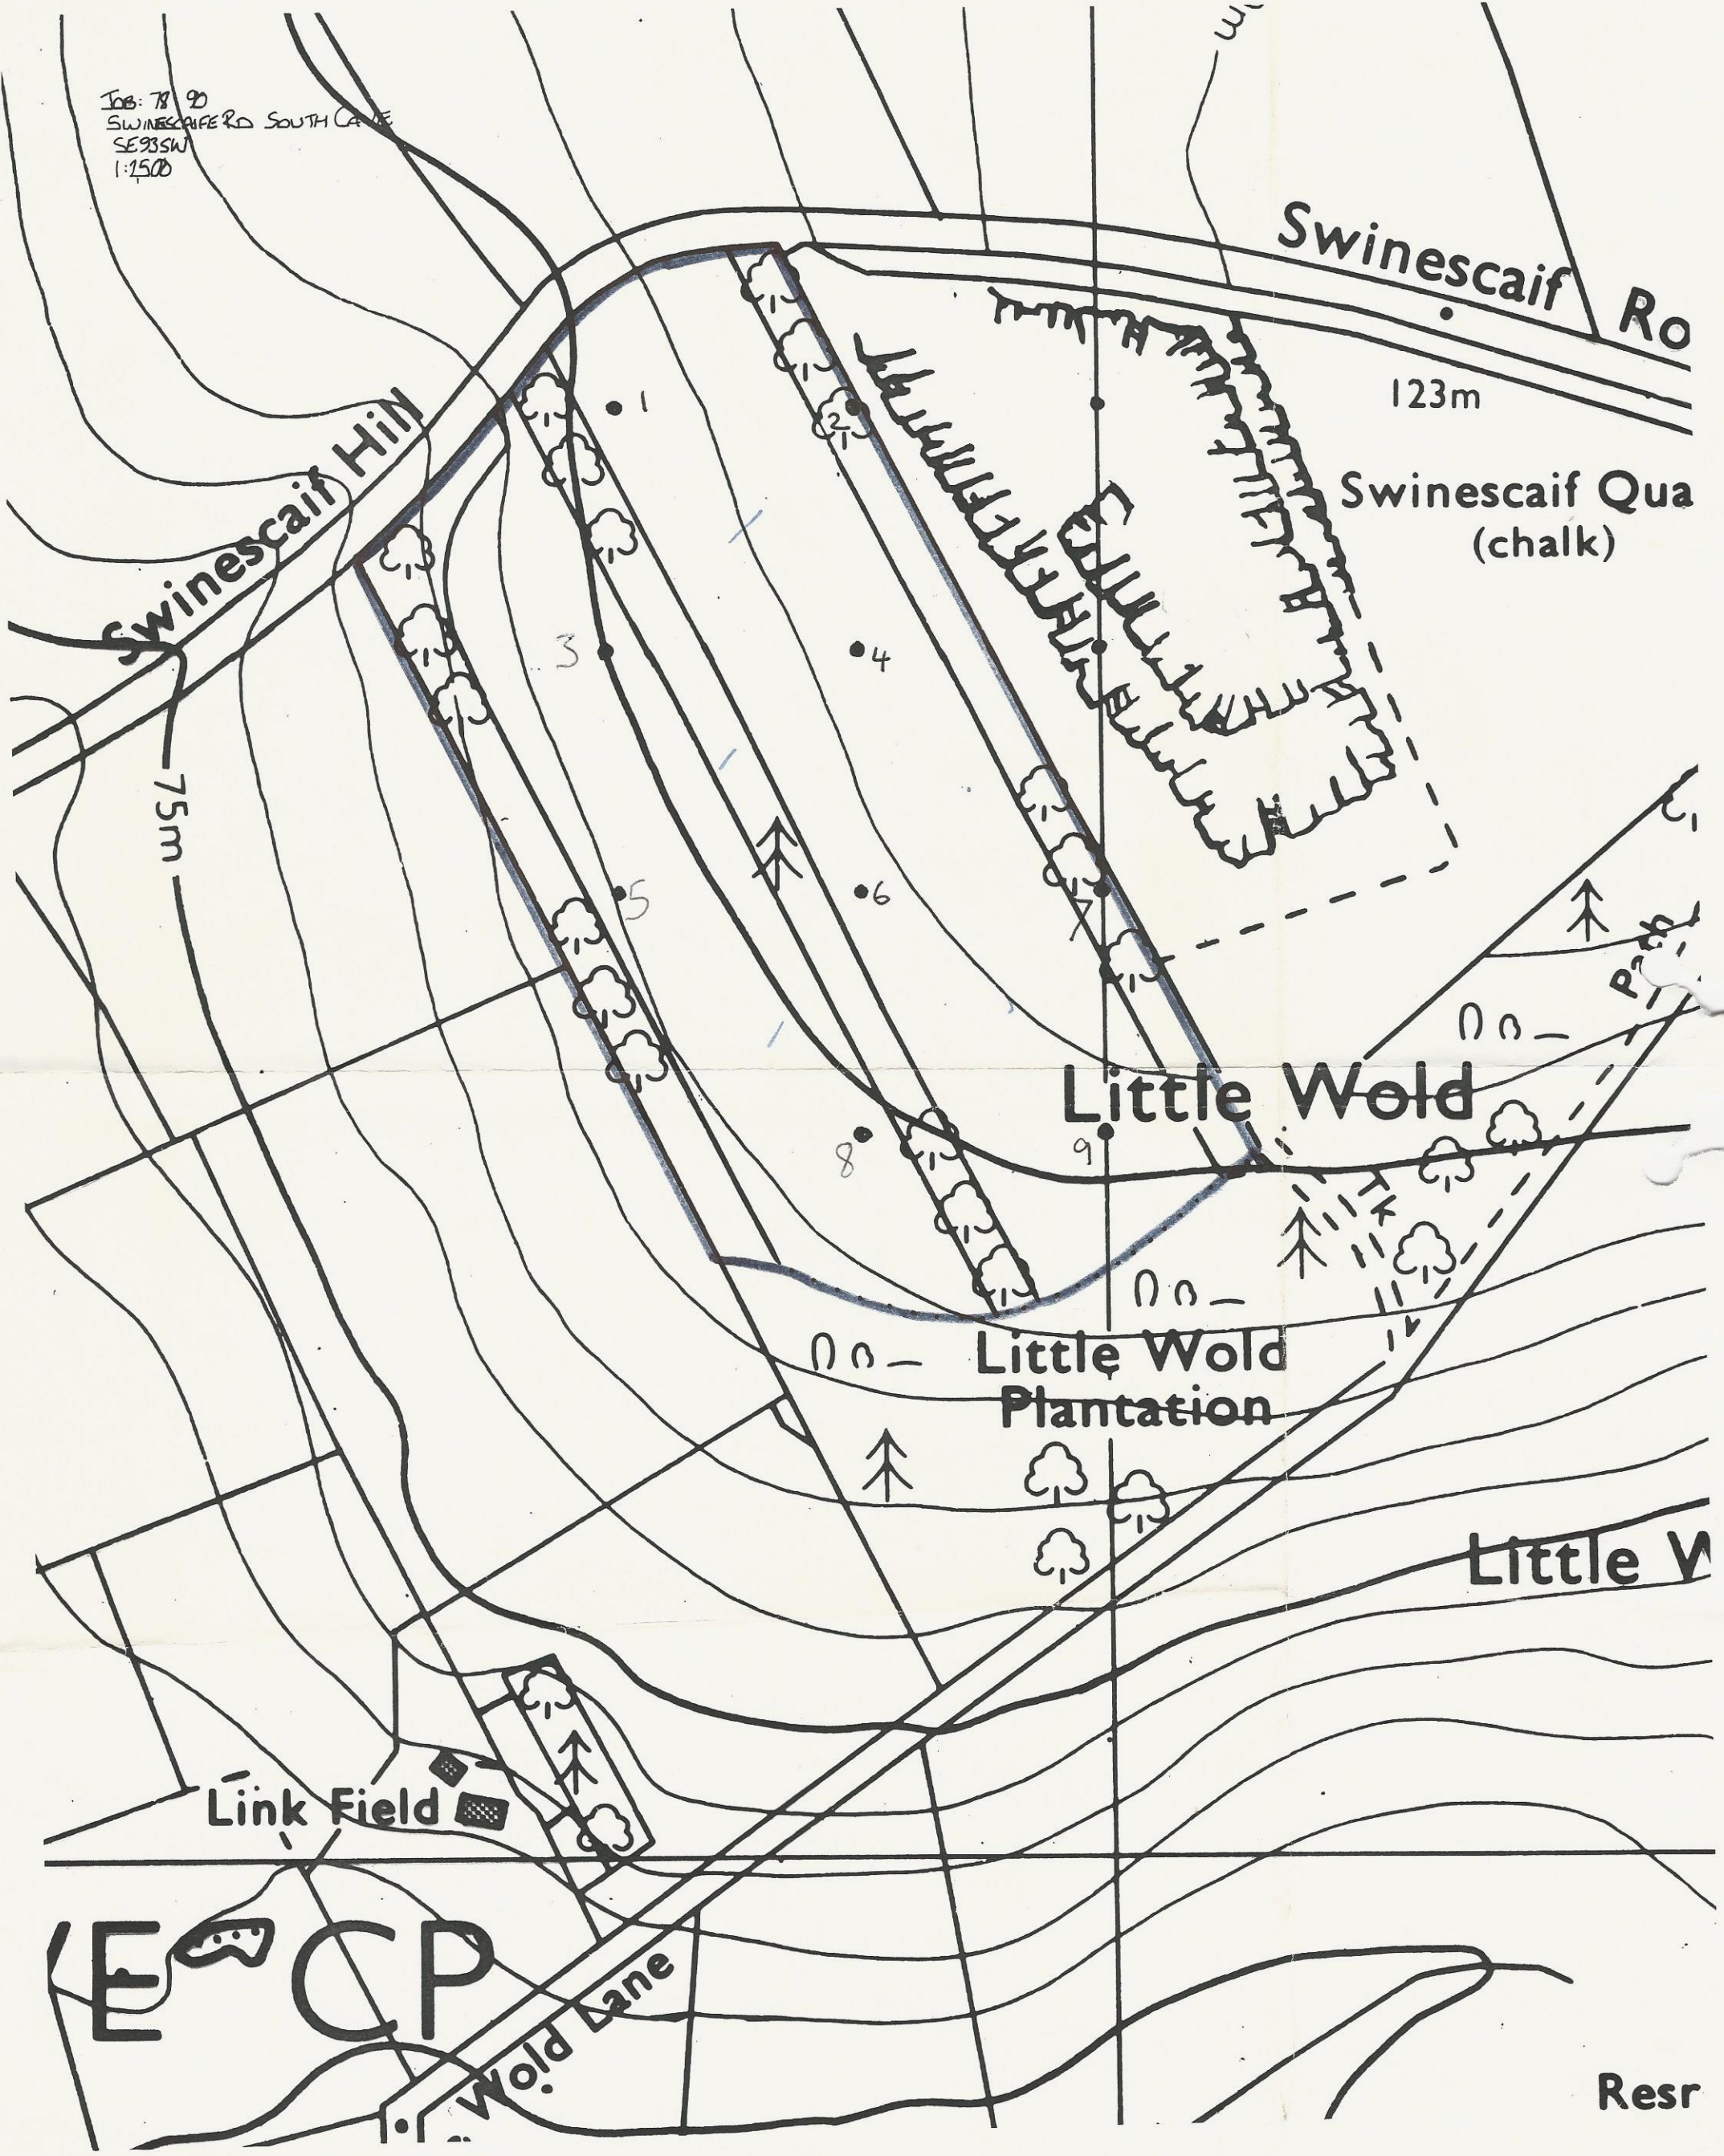 JOB: 78 90
SWINESCAIFE RD SOUTH CAVE
SE93SW
1:2500
Swinescaif Ro
123m
Swinescaif Qua
(chalk)
Swinescaif Hill
1
2
3
4
5
6
7
8
9
75m
Path
Little Wold
Little Wold
Plantation
Little W
Link Field
E CP
Wold Lane
Resr